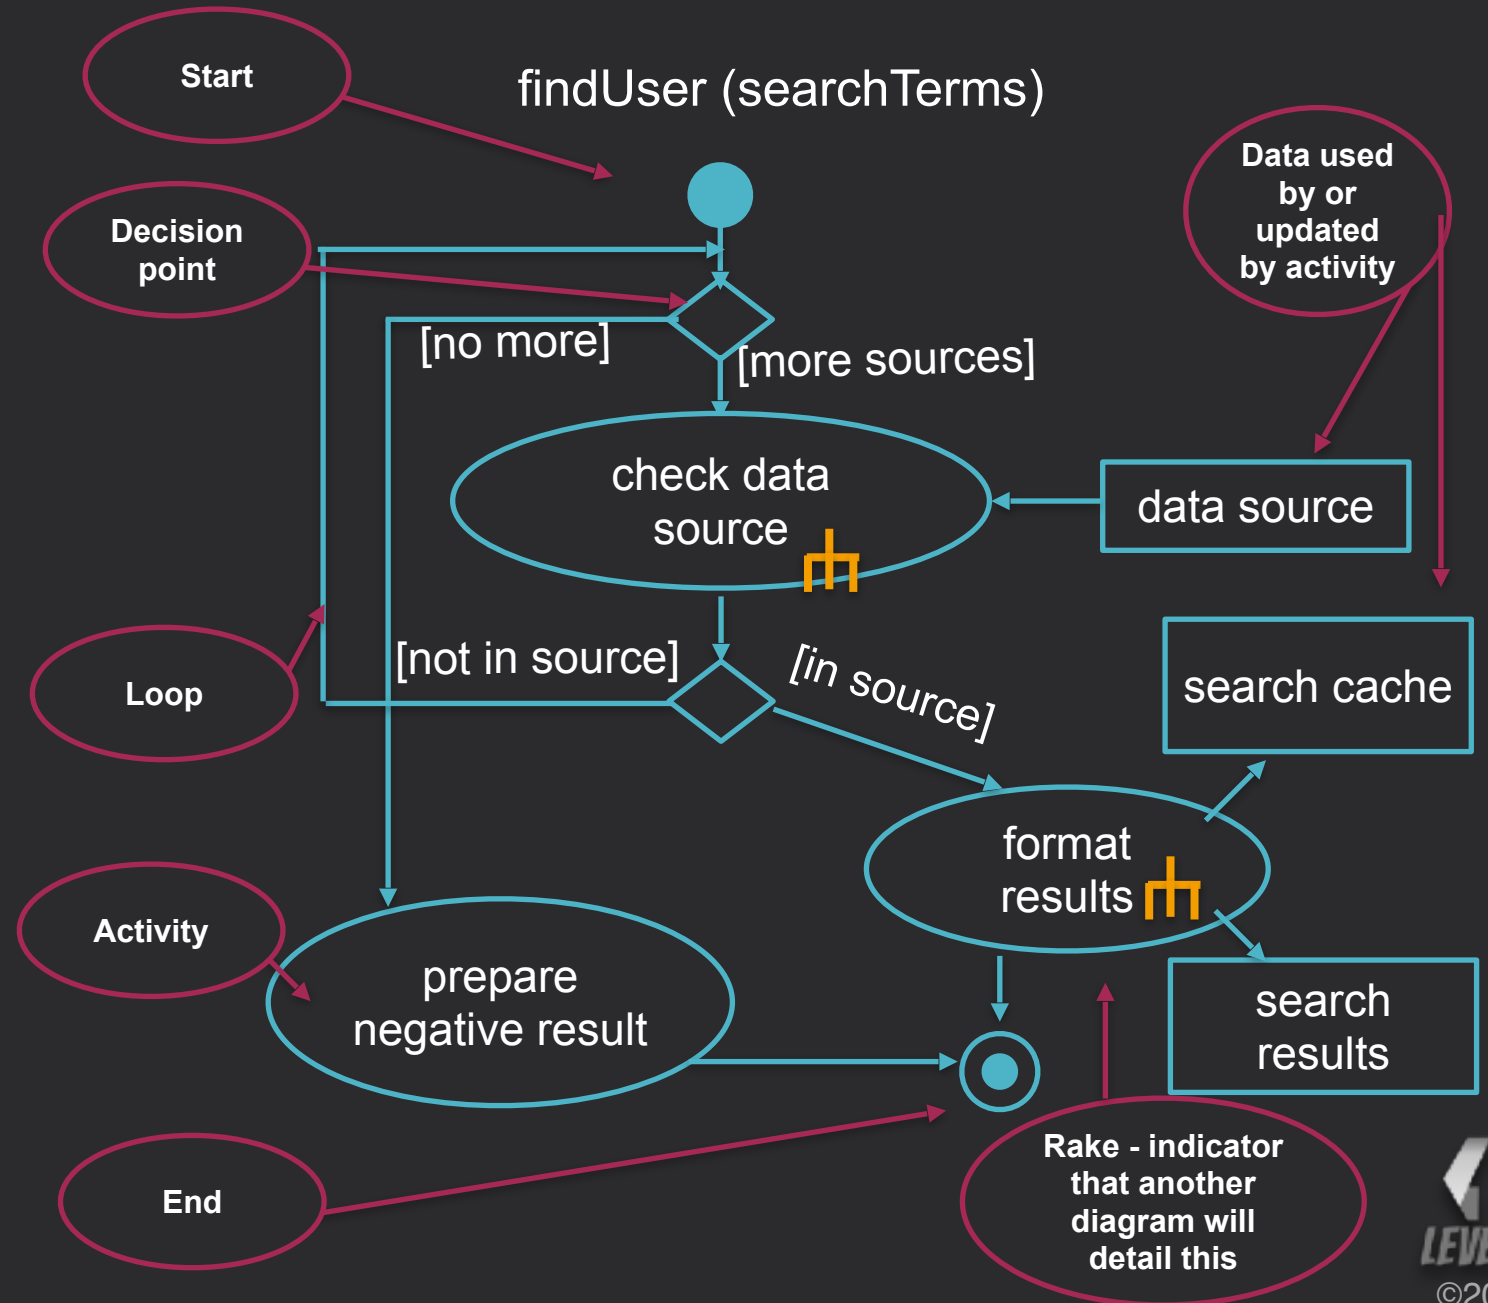 Start
findUser (searchTerms)
Data used
by or
updated
by activity
Decision
point
[no more]
[more sources]
check data
source
data source
[not in source]
[in source]
Loop
search cache
format
results
Activity
prepare
negative result
search
results
Rake - indicator
that another
diagram will
detail this
End